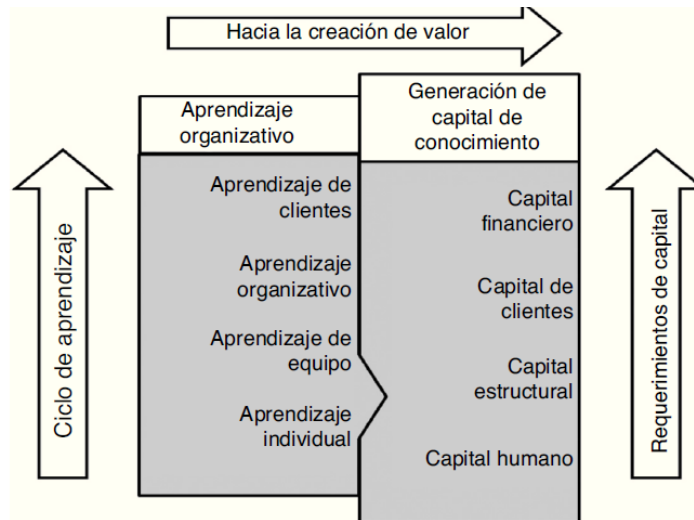 Hacia la creación de valor
Aprendizaje
organizativo
Generación de
capital de
conocimiento
Ciclo de aprendizaje
Aprendizaje de
clientes
Aprendizaje
organizativo
Aprendizaje de
equipo
Aprendizaje
individual
Capital
financiero
Capital de
clientes
Capital
estructural
Capital humano
Requerimientos de capital